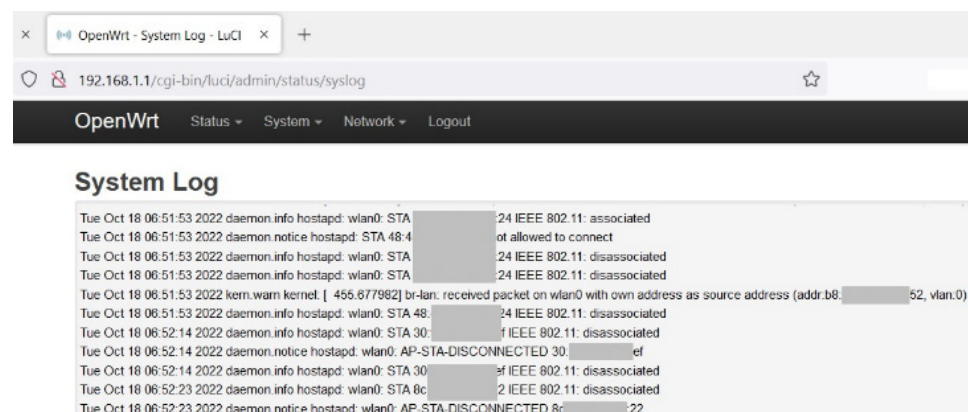 OpenWrt - System Log - LuCI
192.168.1.1/cgi-bin/luci/admin/status/syslog
OpenWrt Status System Network Logout
System Log
Tue Oct 18 06:51:53 2022 daemon.info hostapd: wlan0: STA :24 IEEE 802.11: associated
Tue Oct 18 06:51:53 2022 daemon.notice hostapd: STA 48:4 ot allowed to connect
Tue Oct 18 06:51:53 2022 daemon.info hostapd: wlan0: STA :24 IEEE 802.11: disassociated
Tue Oct 18 06:51:53 2022 daemon.info hostapd: wlan0: STA :24 IEEE 802.11: disassociated
Tue Oct 18 06:51:53 2022 kern.warn kernel: [ 455.677982] br-lan: received packet on wlan0 with own address as source address (addr:b8: 52, vlan:0)
Tue Oct 18 06:51:53 2022 daemon.info hostapd: wlan0: STA 48: 24 IEEE 802.11: disassociated
Tue Oct 18 06:52:14 2022 daemon.info hostapd: wlan0: STA 30: f IEEE 802.11: disassociated
Tue Oct 18 06:52:14 2022 daemon.notice hostapd: wlan0: AP-STA-DISCONNECTED 30: ef
Tue Oct 18 06:52:14 2022 daemon.info hostapd: wlan0: STA 30 ef IEEE 802.11: disassociated
Tue Oct 18 06:52:23 2022 daemon.info hostapd: wlan0: STA 8c 2 IEEE 802.11: disassociated
Tue Oct 18 06:52:23 2022 daemon.notice hostapd: wlan0: AP-STA-DISCONNECTED 8c :22